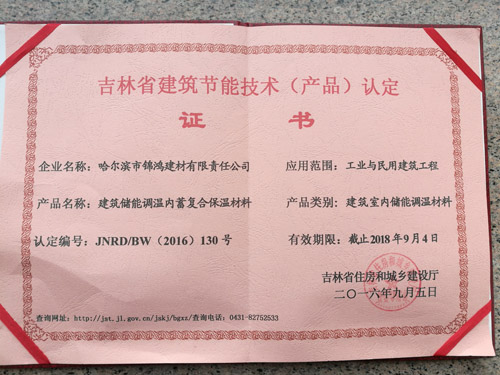 吉林省建筑节能技术（产品）认定
证 书
企业名称：哈尔滨市锦鸿建材有限责任公司
应用范围：工业与民用建筑工程
产品名称：建筑储能调温内蓄复合保温材料
产品类别：建筑室内储能调温材料
认定编号：JNRD/BW（2016）130号
有效期限：截止2018年9月4日
吉林省住房和城乡建设厅
二〇一六年九月五日
查询网址：http://jst.jl.gov.cn/jskj/bgxz/查询电话：0431-82752533